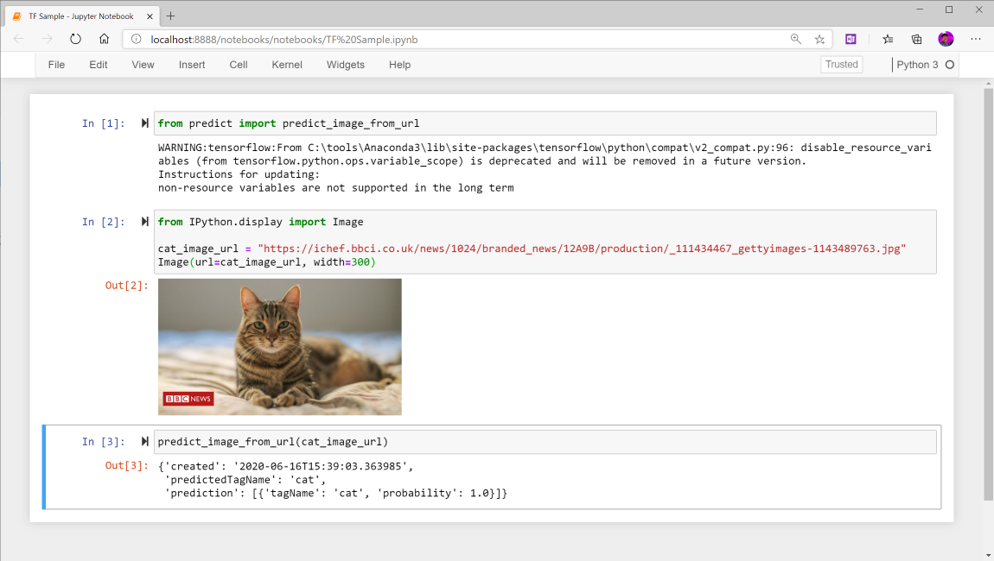 TF Sample - Jupyter Notebook
localhost:8888/notebooks/notebooks/TF%20Sample.ipynb
File Edit View Insert Cell Kernel Widgets Help Trusted Python 3
In [1]: from predict import predict_image_from_url
WARNING:tensorflow:From C:\tools\Anaconda3\lib\site-packages\tensorflow\python\compat\v2_compat.py:96: disable_resource_vari
ables (from tensorflow.python.ops.variable_scope) is deprecated and will be removed in a future version.
Instructions for updating:
non-resource variables are not supported in the long term
In [2]: from IPython.display import Image
cat_image_url = "https://ichef.bbci.co.uk/news/1024/branded_news/12A9B/production/_111434467_gettyimages-1143489763.jpg"
Image(url=cat_image_url, width=300)
Out[2]:
BBC NEWS
In [3]: predict_image_from_url(cat_image_url)
Out[3]: {'created': '2020-06-16T15:39:03.363985',
'predictedTagName': 'cat',
'prediction': [{'tagName': 'cat', 'probability': 1.0}]}